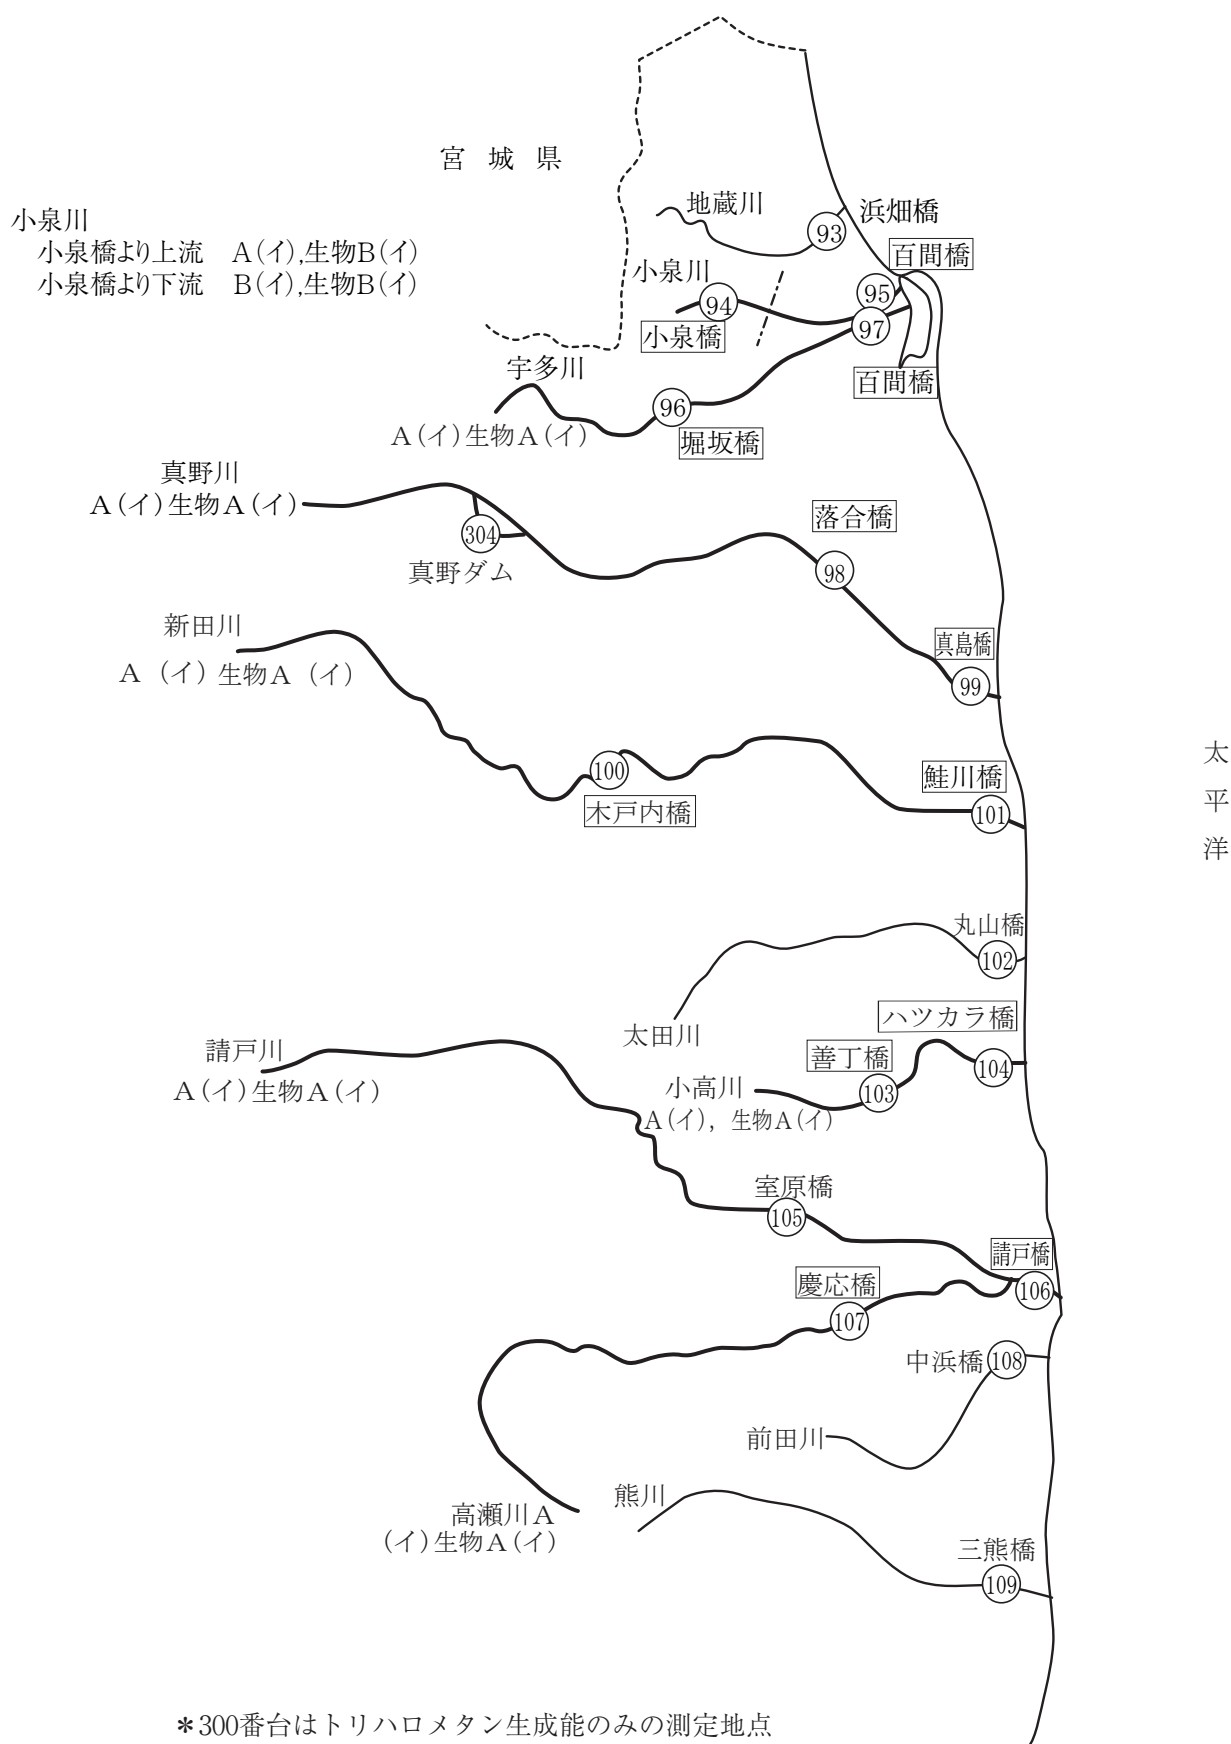 宮 城 県
小泉川
小泉橋より上流 A(イ),生物B(イ)
小泉橋より下流 B(イ),生物B(イ)
地蔵川
93
浜畑橋
百間橋
小泉川
94
95
97
小泉橋
百間橋
宇多川
A(イ)生物A(イ)
96
堀坂橋
真野川
A(イ)生物A(イ)
304
真野ダム
落合橋
98
新田川
A (イ) 生物A (イ)
真島橋
99
100
木戸内橋
鮭川橋
101
太
平
洋
丸山橋
102
太田川
ハツカラ橋
104
請戸川
A(イ)生物A(イ)
善丁橋
103
小高川
A(イ), 生物A(イ)
室原橋
105
請戸橋
106
慶応橋
107
中浜橋
108
前田川
高瀬川A
(イ)生物A(イ)
熊川
三熊橋
109
*300番台はトリハロメタン生成能のみの測定地点